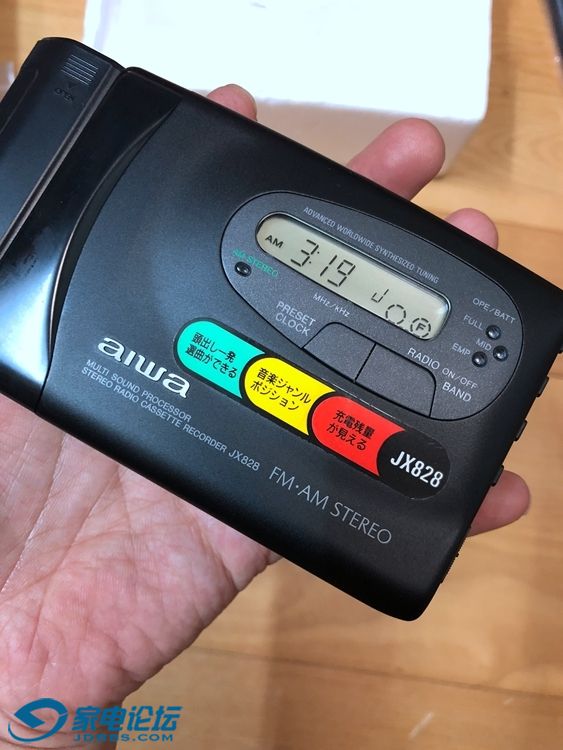 OPEN
ADVANCED WORLDWIDE SYNTHESIZED TUNING
AM 3:19
AM STEREO
MHz/kHz
OPE/BATT
FULL
MID
EMP
PRESET
CLOCK
RADIO
ON/OFF
BAND
aiwa
MULTI SOUND PROCESSOR
STEREO RADIO CASSETTE RECORDER JX828
頭出し一発
選曲ができる
音楽ジャンル
ポジション
充電残量
が見える
JX828
FM·AM STEREO
家电论坛
JDBBS.COM